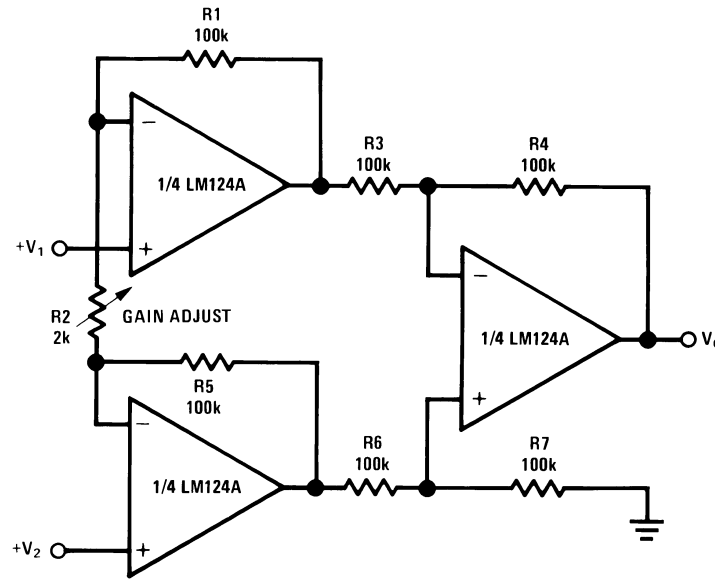 R1
100k
−
1/4 LM124A
+
+V1
R3
100k
R4
100k
R2
2k
GAIN ADJUST
−
1/4 LM124A
+
R5
100k
−
1/4 LM124A
+
+V2
R6
100k
R7
100k